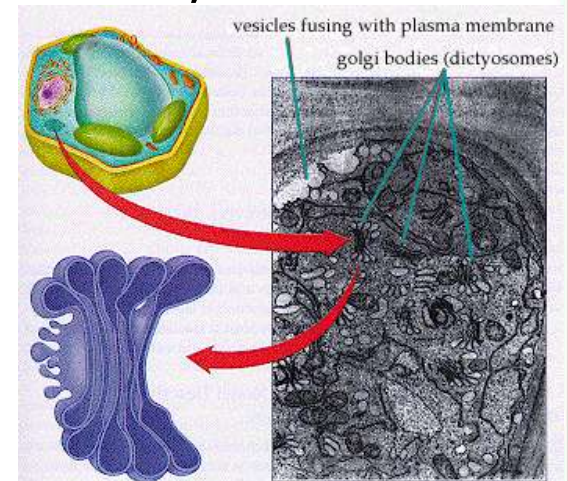 vesicles fusing with plasma membrane
golgi bodies (dictyosomes)